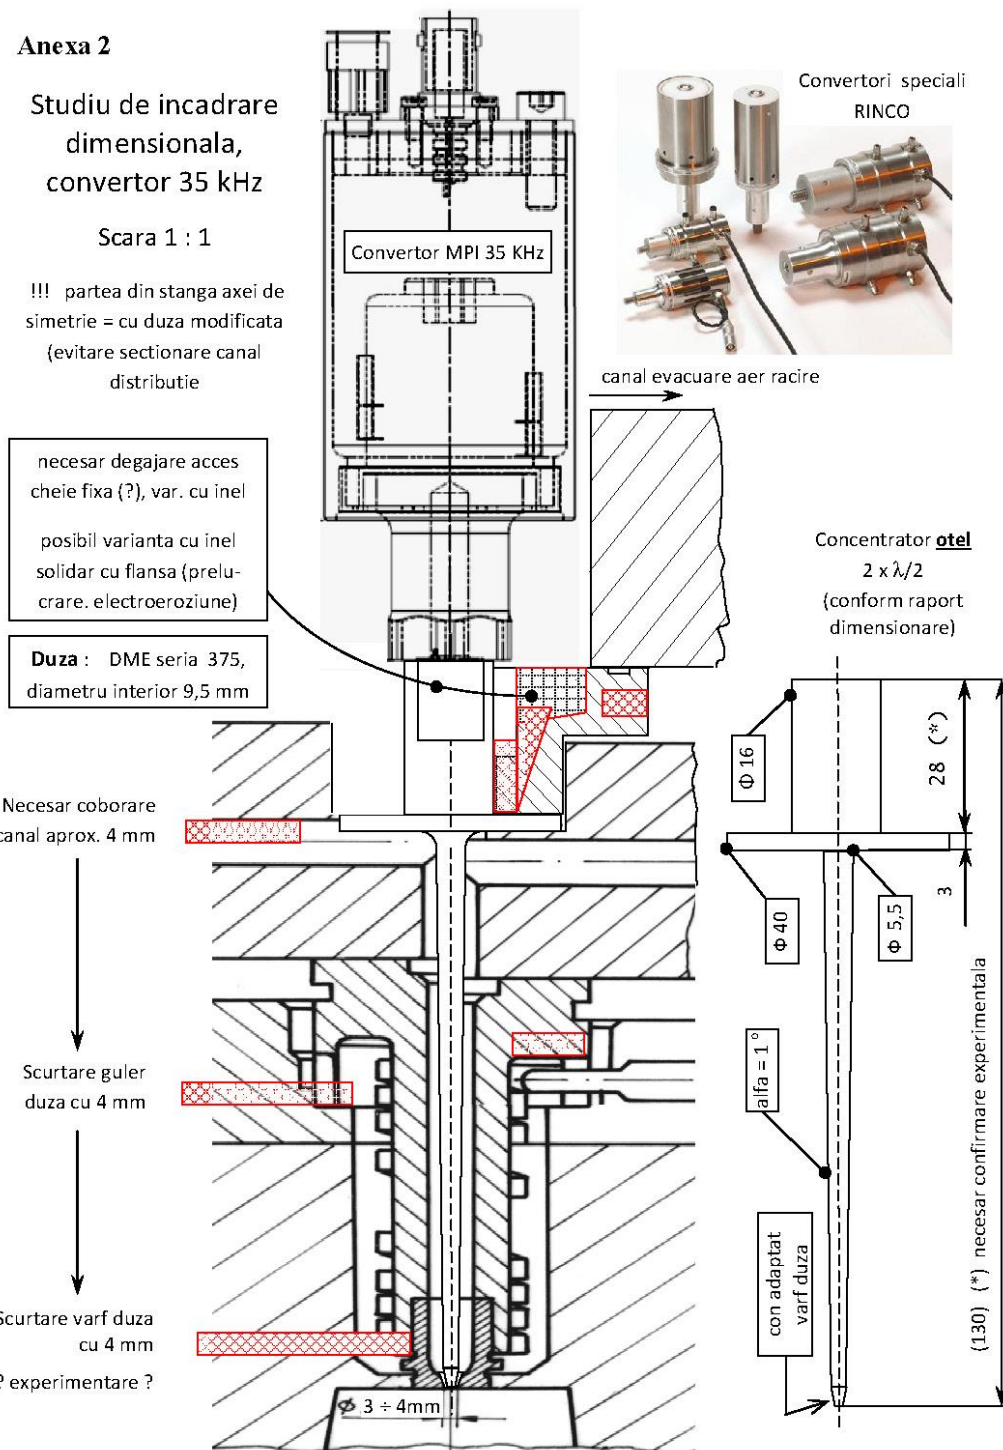 Anexa 2
Studiu de incadrare
dimensionala,
convertor 35 kHz
Scara 1 : 1
!!! partea din stanga axei de
simetrie = cu duza modificata
(evitare sectionare canal
distributie
Convertor MPI 35 KHz
Convertori speciali
RINCO
canal evacuare aer racire
necesar degajare acces
cheie fixa (?), var. cu inel
posibil varianta cu inel
solidar cu flansa (prelu-
crare. electroeroziune)
Duza : DME seria 375,
diametru interior 9,5 mm
Concentrator otel
2 x λ/2
(conform raport
dimensionare)
Necesar coborare
canal aprox. 4 mm
Scurtare guler
duza cu 4 mm
Scurtare varf duza
cu 4 mm
? experimentare ?
Φ 3 ÷ 4mm
Φ 16
28 (*)
Φ 40
Φ 5,5
3
alfa = 1 °
con adaptat
varf duza
(130) (*) necesar confirmare experimentala